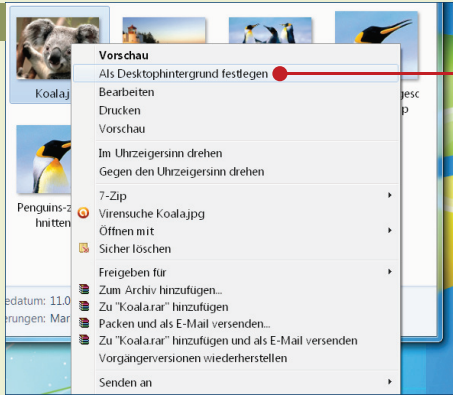 Vorschau
Als Desktophintergrund festlegen
Koala.j
Bearbeiten
gesc
Drucken
p
Vorschau
Im Uhrzeigersinn drehen
Gegen den Uhrzeigersinn drehen
7-Zip
Penguins-z
hnitten
Virensuche Koala.jpg
Öffnen mit
Sicher löschen
Freigeben für
Zum Archiv hinzufügen...
edatum: 11.0
Zu "Koala.rar" hinzufügen
erungen: Mar
Packen und als E-Mail versenden...
Zu "Koala.rar" hinzufügen und als E-Mail versenden
Vorgängerversionen wiederherstellen
Senden an